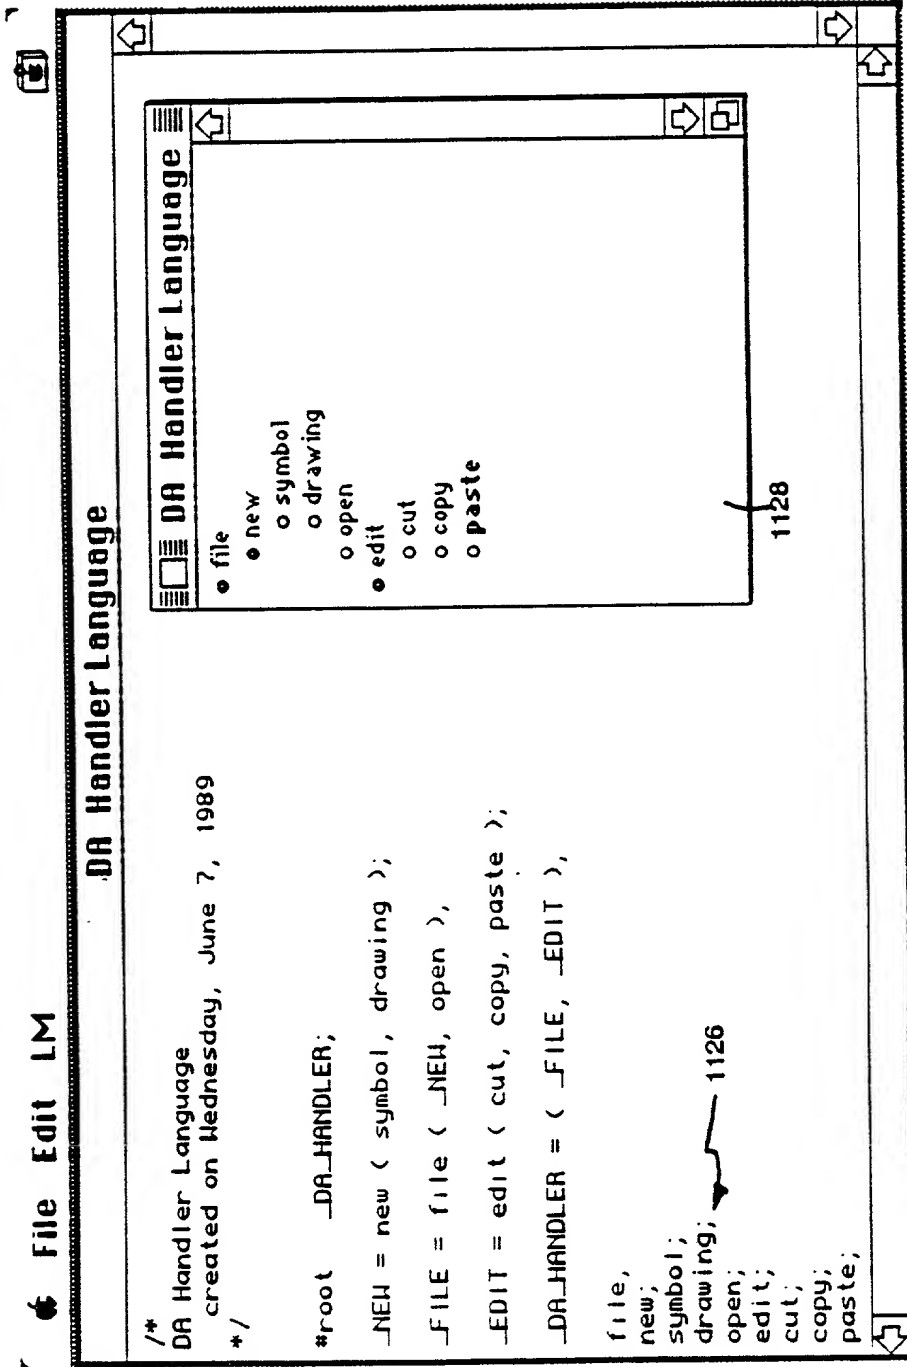 File Edit LM
DA Handler Language
/*
DA Handler Language
created on Wednesday, June 7, 1989
*/
#root _DA_HANDLER;
_NEW = new ( symbol, drawing );
_FILE = file ( _NEW, open ),
_EDIT = edit ( cut, copy, paste );
_DA_HANDLER = ( _FILE, _EDIT ),
file,
new;
symbol;
drawing;
open;
edit;
cut;
copy;
paste;
1126
DA Handler Language
file
new
symbol
drawing
open
edit
cut
copy
paste
1128